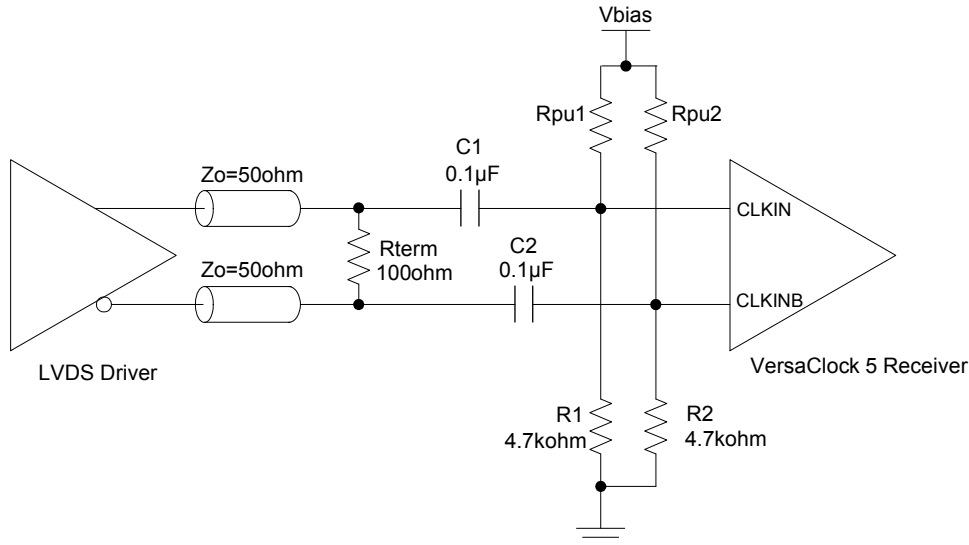 Vbias
Rpu1
Rpu2
C1
0.1µF
Zo=50ohm
CLKIN
Rterm
100ohm
C2
0.1µF
Zo=50ohm
CLKINB
LVDS Driver
VersaClock 5 Receiver
R1
4.7kohm
R2
4.7kohm